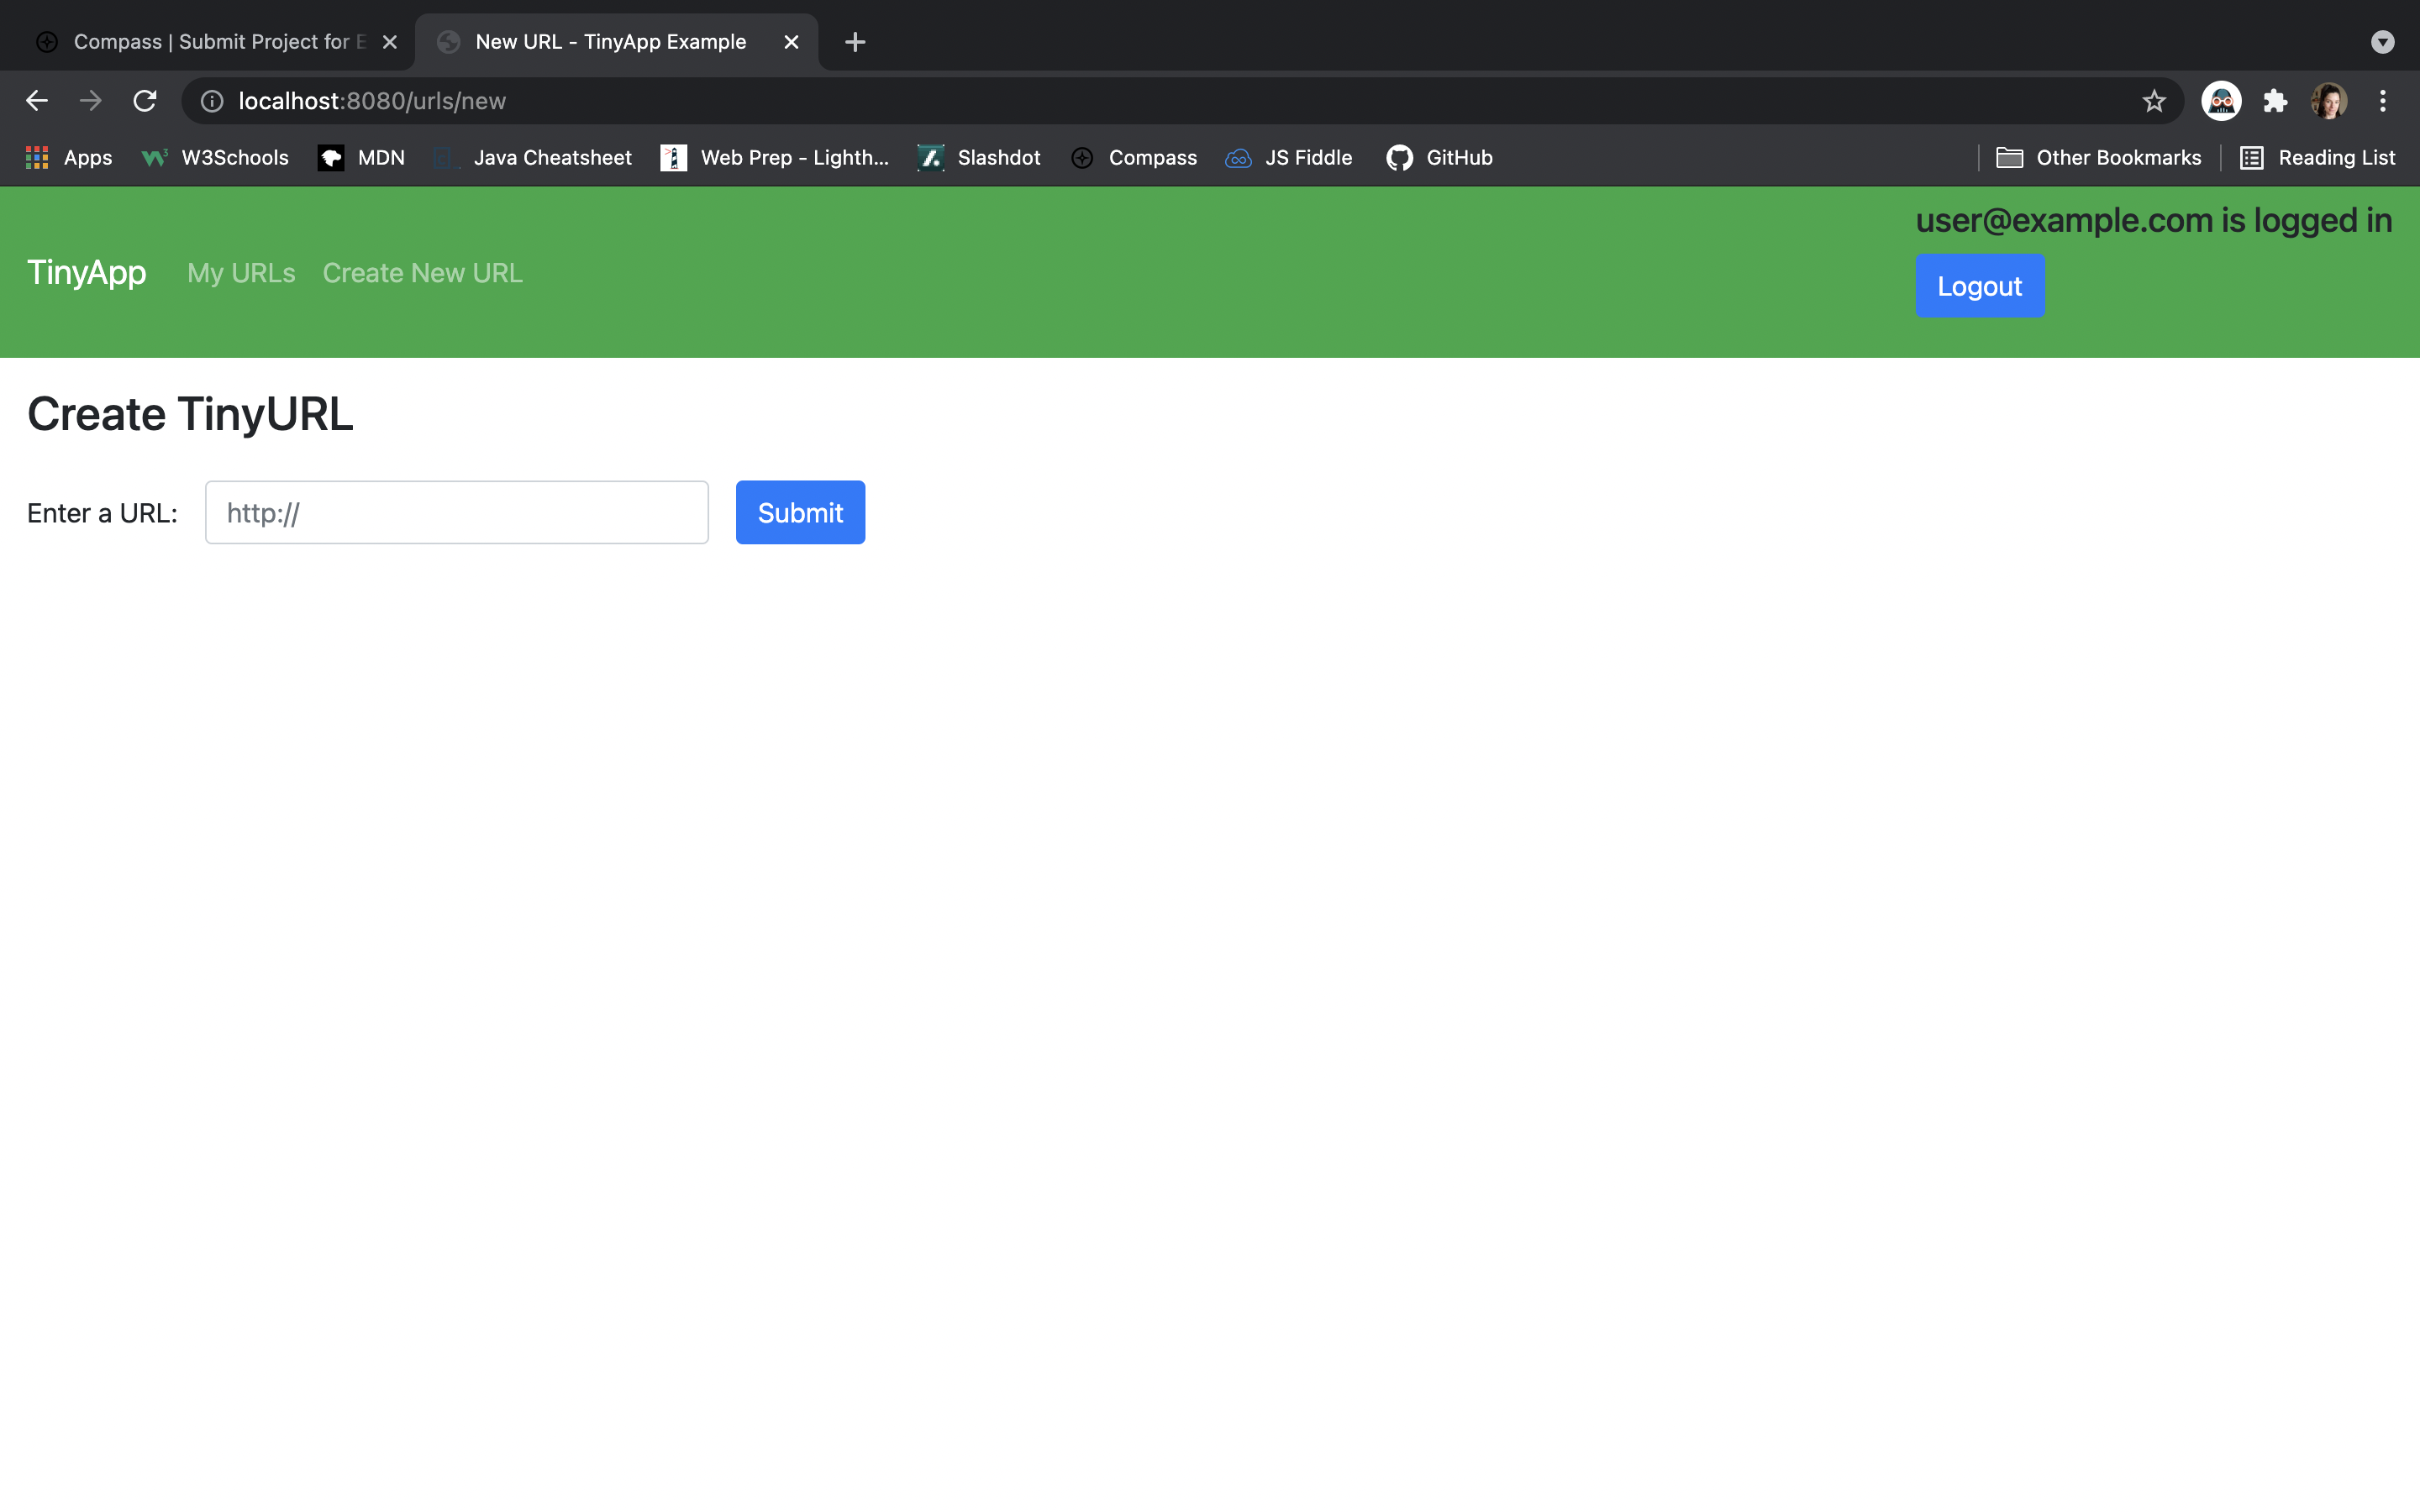 Compass | Submit Project for E
New URL - TinyApp Example
localhost:8080/urls/new
Apps W3Schools MDN Java Cheatsheet Web Prep - Lighth... Slashdot Compass JS Fiddle GitHub Other Bookmarks Reading List
user@example.com is logged in
TinyApp My URLs Create New URL
Logout
Create TinyURL
Enter a URL: http:// Submit